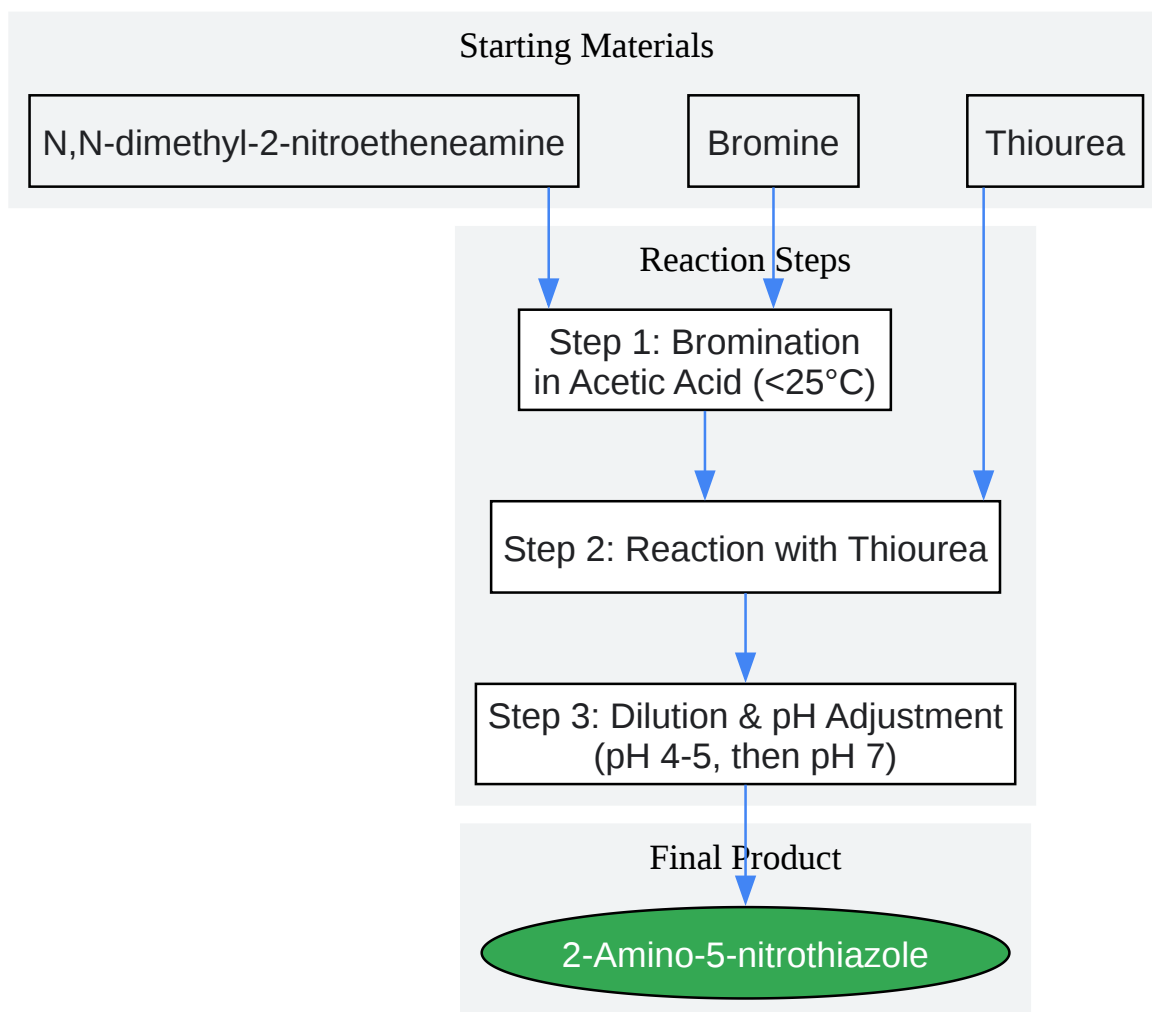 Starting Materials
N,N-dimethyl-2-nitroetheneamine
Bromine
Thiourea
Reaction Steps
Step 1: Bromination
in Acetic Acid (<25°C)
Step 2: Reaction with Thiourea
Step 3: Dilution & pH Adjustment
(pH 4-5, then pH 7)
Final Product
2-Amino-5-nitrothiazole